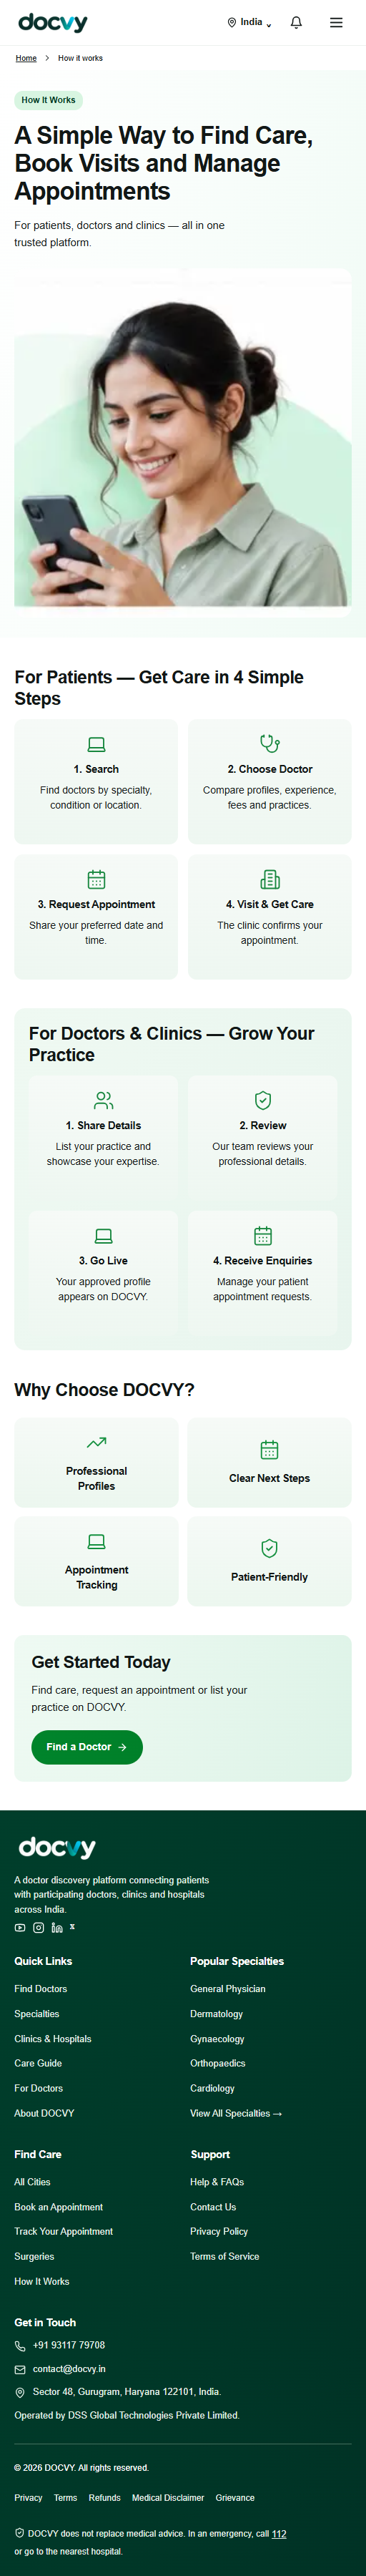 docvy
India
Home > How it works
How It Works
A Simple Way to Find Care,
Book Visits and Manage
Appointments
For patients, doctors and clinics — all in one
trusted platform.
For Patients — Get Care in 4 Simple
Steps
1. Search
Find doctors by specialty,
condition or location.
2. Choose Doctor
Compare profiles, experience,
fees and practices.
3. Request Appointment
Share your preferred date and
time.
4. Visit & Get Care
The clinic confirms your
appointment.
For Doctors & Clinics — Grow Your
Practice
1. Share Details
List your practice and
showcase your expertise.
2. Review
Our team reviews your
professional details.
3. Go Live
Your approved profile
appears on DOCVY.
4. Receive Enquiries
Manage your patient
appointment requests.
Why Choose DOCVY?
Professional
Profiles
Clear Next Steps
Appointment
Tracking
Patient-Friendly
Get Started Today
Find care, request an appointment or list your
practice on DOCVY.
Find a Doctor →
docvy
A doctor discovery platform connecting patients
with participating doctors, clinics and hospitals
across India.
Quick Links
Find Doctors
Specialties
Clinics & Hospitals
Care Guide
For Doctors
About DOCVY
Popular Specialties
General Physician
Dermatology
Gynaecology
Orthopaedics
Cardiology
View All Specialties →
Find Care
All Cities
Book an Appointment
Track Your Appointment
Surgeries
How It Works
Support
Help & FAQs
Contact Us
Privacy Policy
Terms of Service
Get in Touch
+91 93117 79708
contact@docvy.in
Sector 48, Gurugram, Haryana 122101, India.
Operated by DSS Global Technologies Private Limited.
© 2026 DOCVY. All rights reserved.
Privacy Terms Refunds Medical Disclaimer Grievance
DOCVY does not replace medical advice. In an emergency, call 112
or go to the nearest hospital.